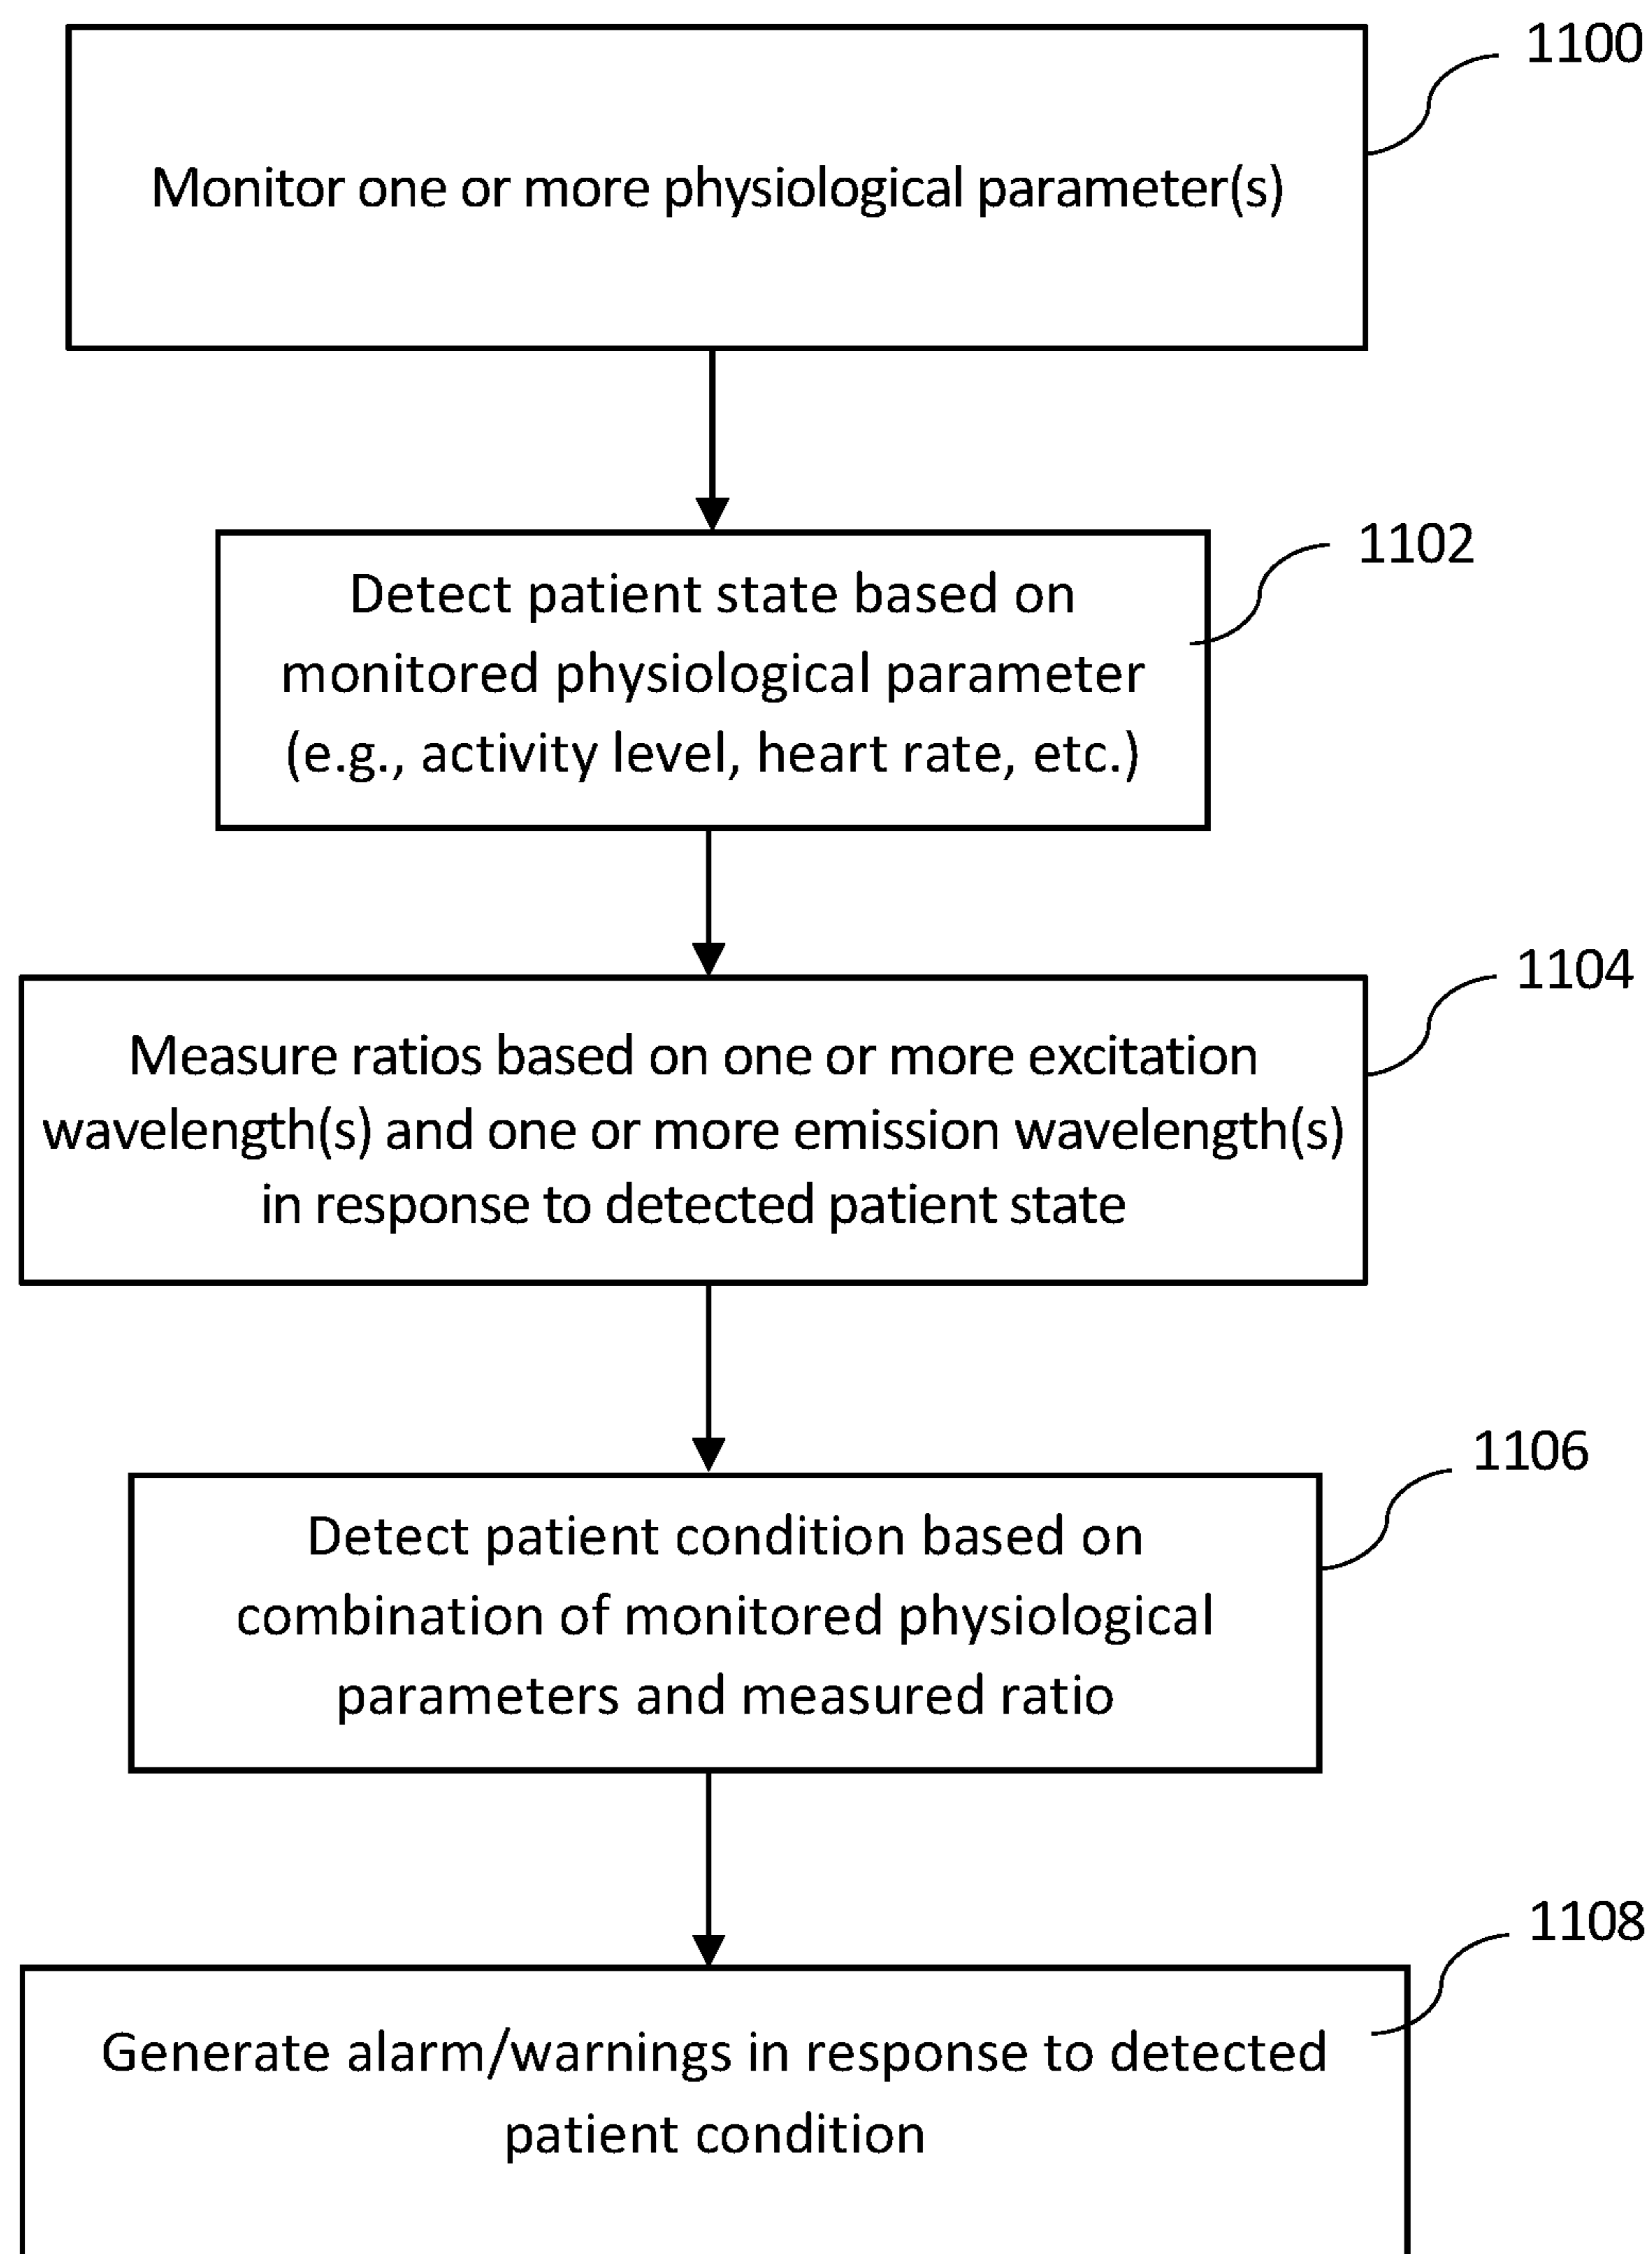 1100
Monitor one or more physiological parameter(s)
1102
Detect patient state based on
monitored physiological parameter
(e.g., activity level, heart rate, etc.)
1104
Measure ratios based on one or more excitation
wavelength(s) and one or more emission wavelength(s)
in response to detected patient state
1106
Detect patient condition based on
combination of monitored physiological
parameters and measured ratio
1108
Generate alarm/warnings in response to detected
patient condition